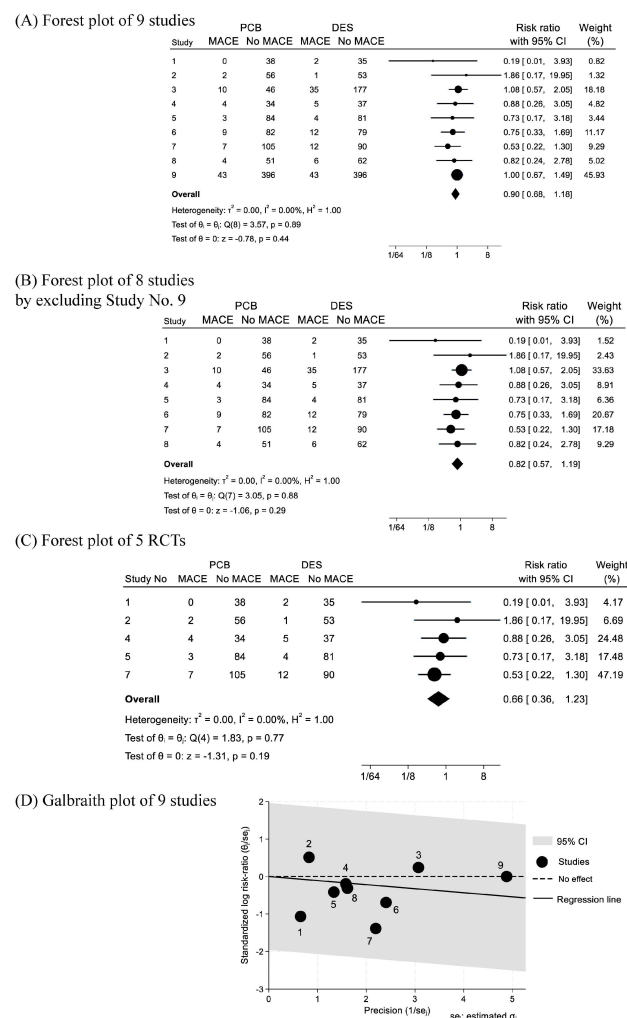 (A) Forest plot of 9 studies
PCB DES Risk ratio Weight
Study MACE No MACE MACE No MACE with 95% CI (%)
1 0 38 2 35 0.19 [ 0.01, 3.93] 0.82
2 2 56 1 53 1.86 [ 0.17, 19.95] 1.32
3 10 46 35 177 1.08 [ 0.57, 2.05] 18.18
4 4 34 5 37 0.88 [ 0.26, 3.05] 4.82
5 3 84 4 81 0.73 [ 0.17, 3.18] 3.44
6 9 82 12 79 0.75 [ 0.33, 1.69] 11.17
7 7 105 12 90 0.53 [ 0.22, 1.30] 9.29
8 4 51 6 62 0.82 [ 0.24, 2.78] 5.02
9 43 396 43 396 1.00 [ 0.67, 1.49] 45.93
Overall 0.90 [ 0.68, 1.18]
Heterogeneity: τ² = 0.00, I² = 0.00%, H² = 1.00
Test of θᵢ = θⱼ: Q(8) = 3.57, p = 0.89
Test of θ = 0: z = -0.78, p = 0.44
1/64 1/8 1 8
(B) Forest plot of 8 studies
by excluding Study No. 9
PCB DES Risk ratio Weight
Study MACE No MACE MACE No MACE with 95% CI (%)
1 0 38 2 35 0.19 [ 0.01, 3.93] 1.52
2 2 56 1 53 1.86 [ 0.17, 19.95] 2.43
3 10 46 35 177 1.08 [ 0.57, 2.05] 33.63
4 4 34 5 37 0.88 [ 0.26, 3.05] 8.91
5 3 84 4 81 0.73 [ 0.17, 3.18] 6.36
6 9 82 12 79 0.75 [ 0.33, 1.69] 20.67
7 7 105 12 90 0.53 [ 0.22, 1.30] 17.18
8 4 51 6 62 0.82 [ 0.24, 2.78] 9.29
Overall 0.82 [ 0.57, 1.19]
Heterogeneity: τ² = 0.00, I² = 0.00%, H² = 1.00
Test of θᵢ = θⱼ: Q(7) = 3.05, p = 0.88
Test of θ = 0: z = -1.06, p = 0.29
1/64 1/8 1 8
(C) Forest plot of 5 RCTs
PCB DES Risk ratio Weight
Study No MACE No MACE MACE No MACE with 95% CI (%)
1 0 38 2 35 0.19 [ 0.01, 3.93] 4.17
2 2 56 1 53 1.86 [ 0.17, 19.95] 6.69
4 4 34 5 37 0.88 [ 0.26, 3.05] 24.48
5 3 84 4 81 0.73 [ 0.17, 3.18] 17.48
7 7 105 12 90 0.53 [ 0.22, 1.30] 47.19
Overall 0.66 [ 0.36, 1.23]
Heterogeneity: τ² = 0.00, I² = 0.00%, H² = 1.00
Test of θᵢ = θⱼ: Q(4) = 1.83, p = 0.77
Test of θ = 0: z = -1.31, p = 0.19
1/64 1/8 1 8
(D) Galbraith plot of 9 studies
Standardized log risk-ratio (θⱼ/seⱼ)
2
1
0
-1
-2
-3
1 2 3 4 5 6 7 8 9
95% CI
Studies
No effect
Regression line
0 1 2 3 4 5
Precision (1/seⱼ)
seⱼ: estimated σⱼ